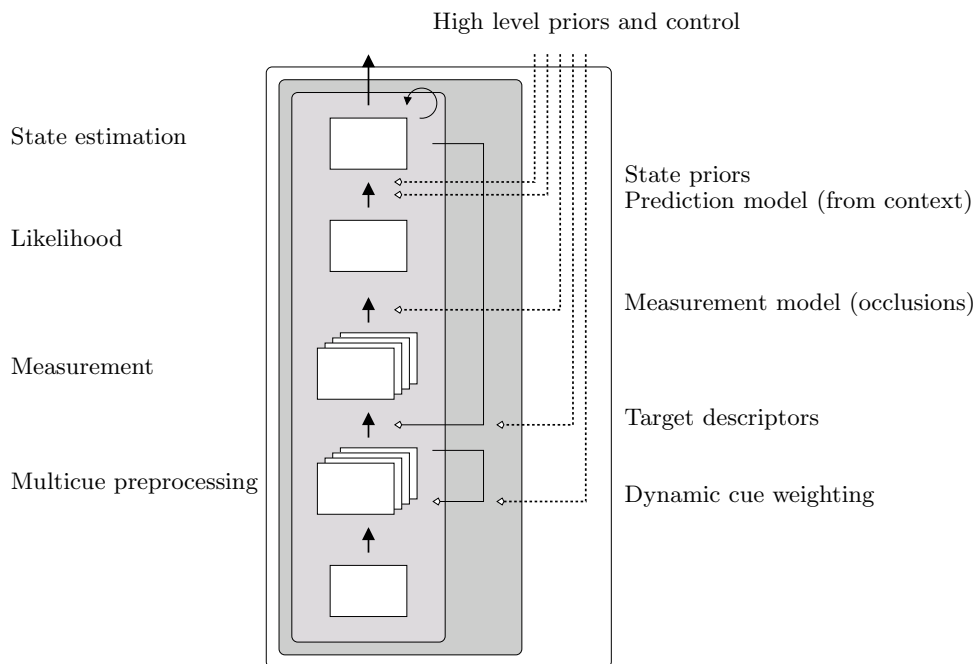 High level priors and control
State estimation
State priors
Prediction model (from context)
Likelihood
Measurement model (occlusions)
Measurement
Target descriptors
Multicue preprocessing
Dynamic cue weighting